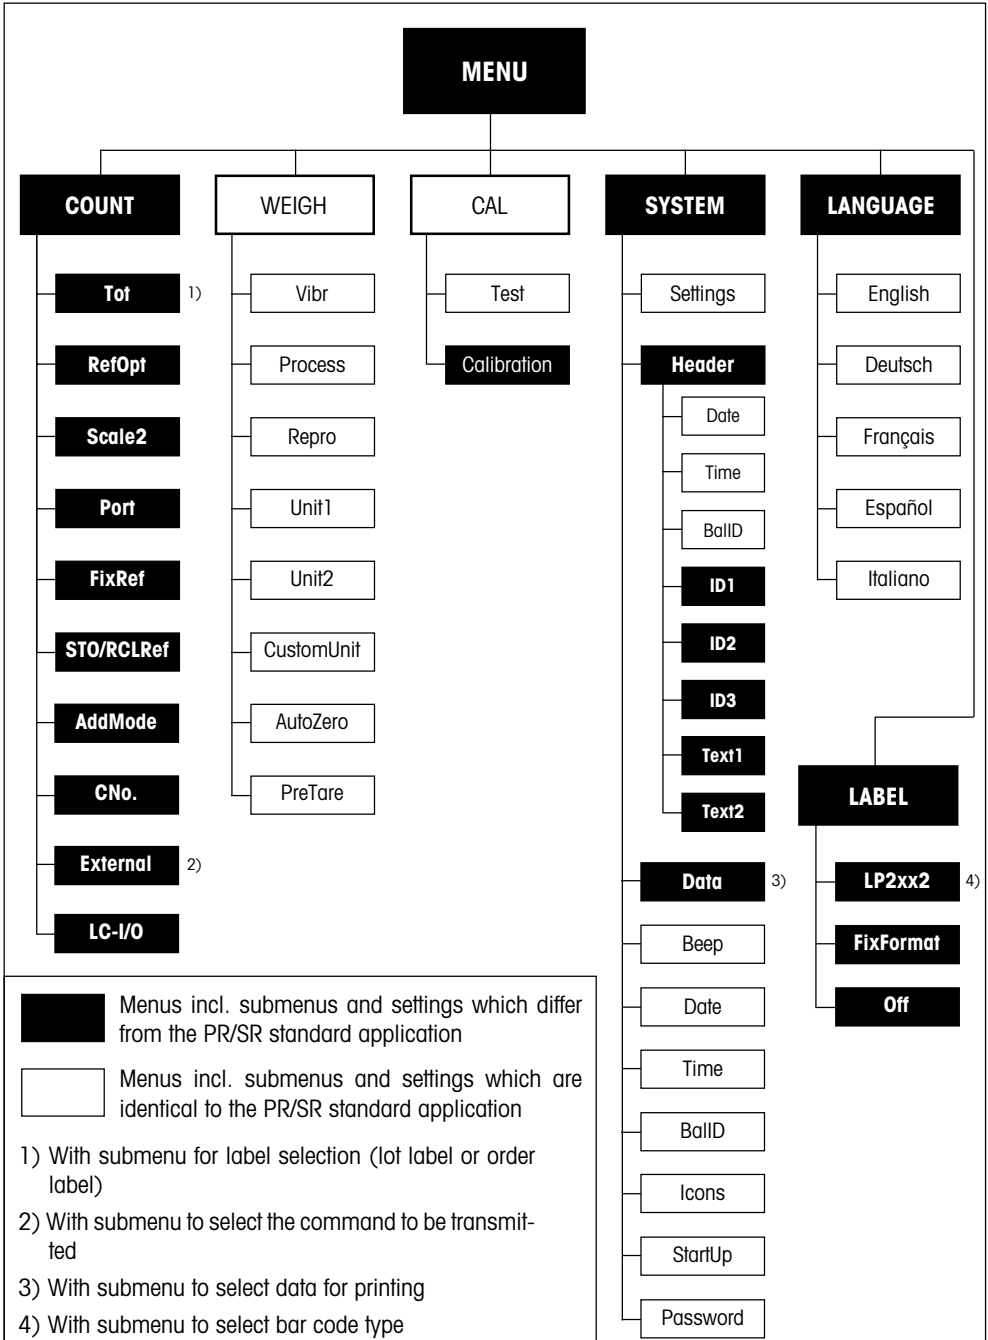 MENU
COUNT
WEIGH
CAL
SYSTEM
LANGUAGE
Tot 1)
RefOpt
Scale2
Port
FixRef
STO/RCLRef
AddMode
CNo.
External 2)
LC-I/O
Vibr
Process
Repro
Unit1
Unit2
CustomUnit
AutoZero
PreTare
Test
Calibration
Settings
Header
Date
Time
BalID
ID1
ID2
ID3
Text1
Text2
Data 3)
Beep
Date
Time
BalID
Icons
StartUp
Password
English
Deutsch
Français
Español
Italiano
LABEL
LP2xx2 4)
FixFormat
Off
Menus incl. submenus and settings which differ
from the PR/SR standard application
Menus incl. submenus and settings which are
identical to the PR/SR standard application
1) With submenu for label selection (lot label or order
label)
2) With submenu to select the command to be transmit-
ted
3) With submenu to select data for printing
4) With submenu to select bar code type